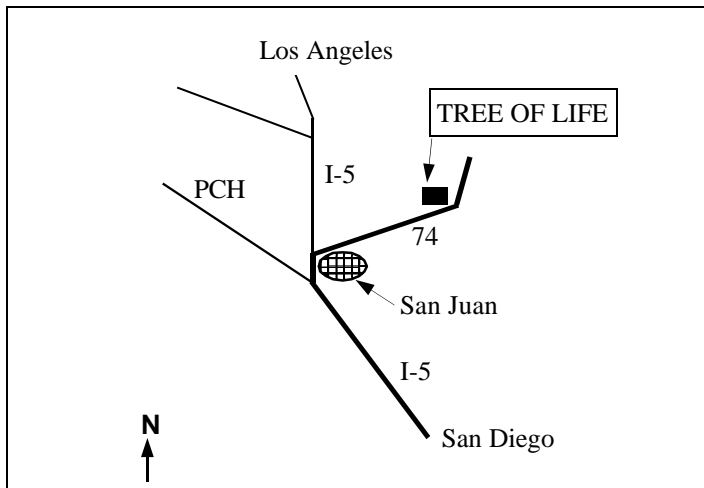 Los Angeles
TREE OF LIFE
I-5
PCH
74
San Juan
I-5
San Diego
N